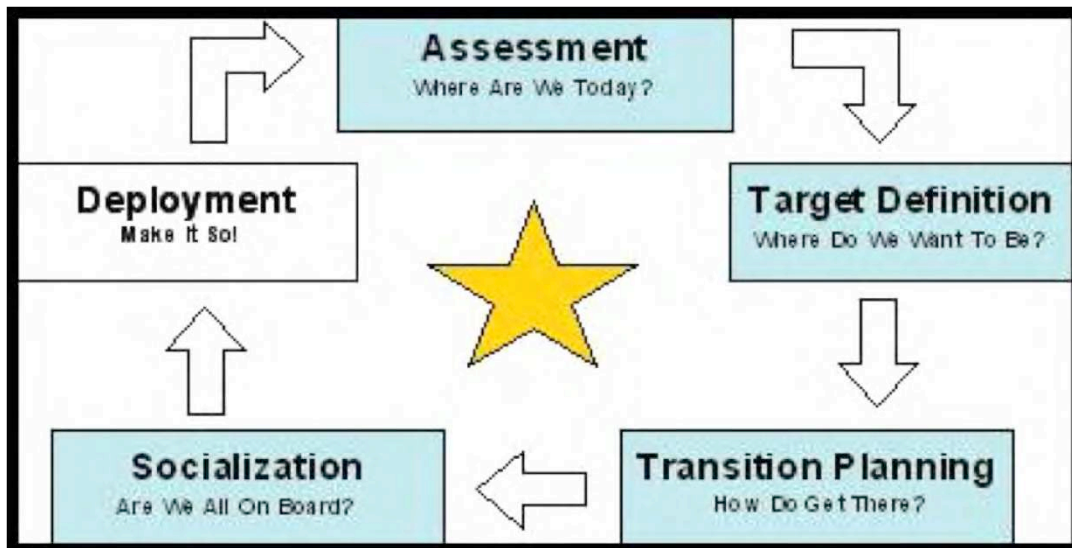 Assessment
Where Are We Today?
Target Definition
Where Do We Want To Be?
Transition Planning
How Do Get There?
Socialization
Are We All On Board?
Deployment
Make It So!